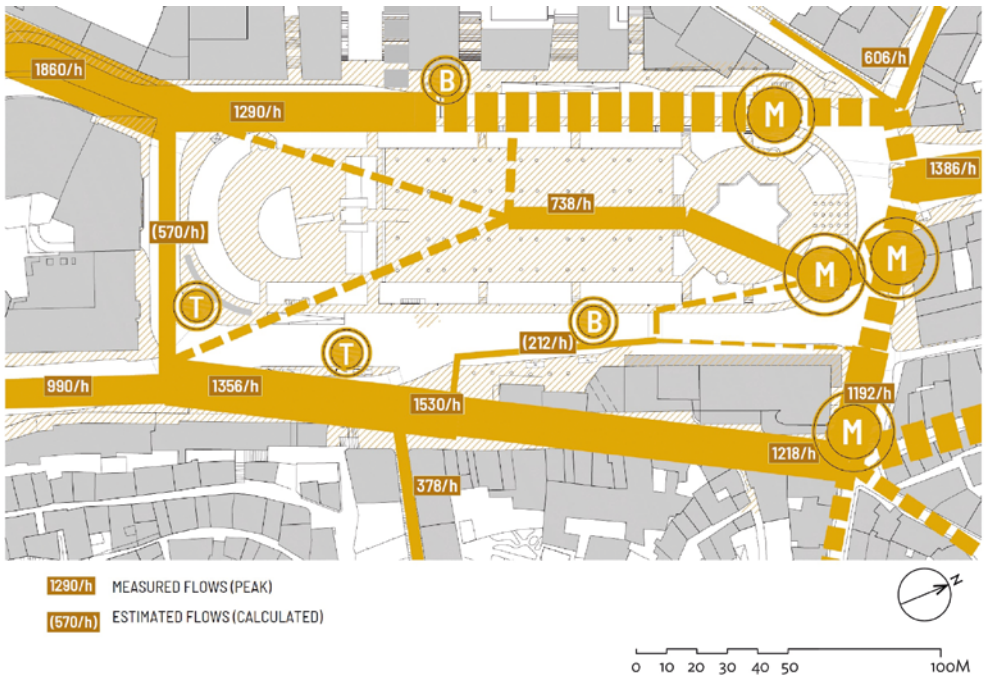 1860/h
606/h
B
1290/h
M
1386/h
738/h
(570/h)
M
M
T
B
(212/h)
T
990/h
1356/h
1530/h
1192/h
M
1218/h
378/h
1290/h MEASURED FLOWS (PEAK)
(570/h) ESTIMATED FLOWS (CALCULATED)
N
0 10 20 30 40 50 100M